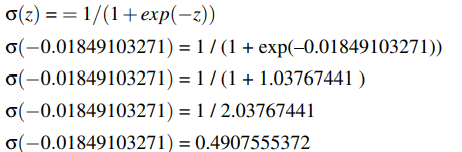 σ(z) = = 1/(1+exp(−z))
σ(−0.01849103271) = 1 / (1 + exp(–0.01849103271))
σ(−0.01849103271) = 1 / (1 + 1.03767441 )
σ(−0.01849103271) = 1 / 2.03767441
σ(−0.01849103271) = 0.4907555372